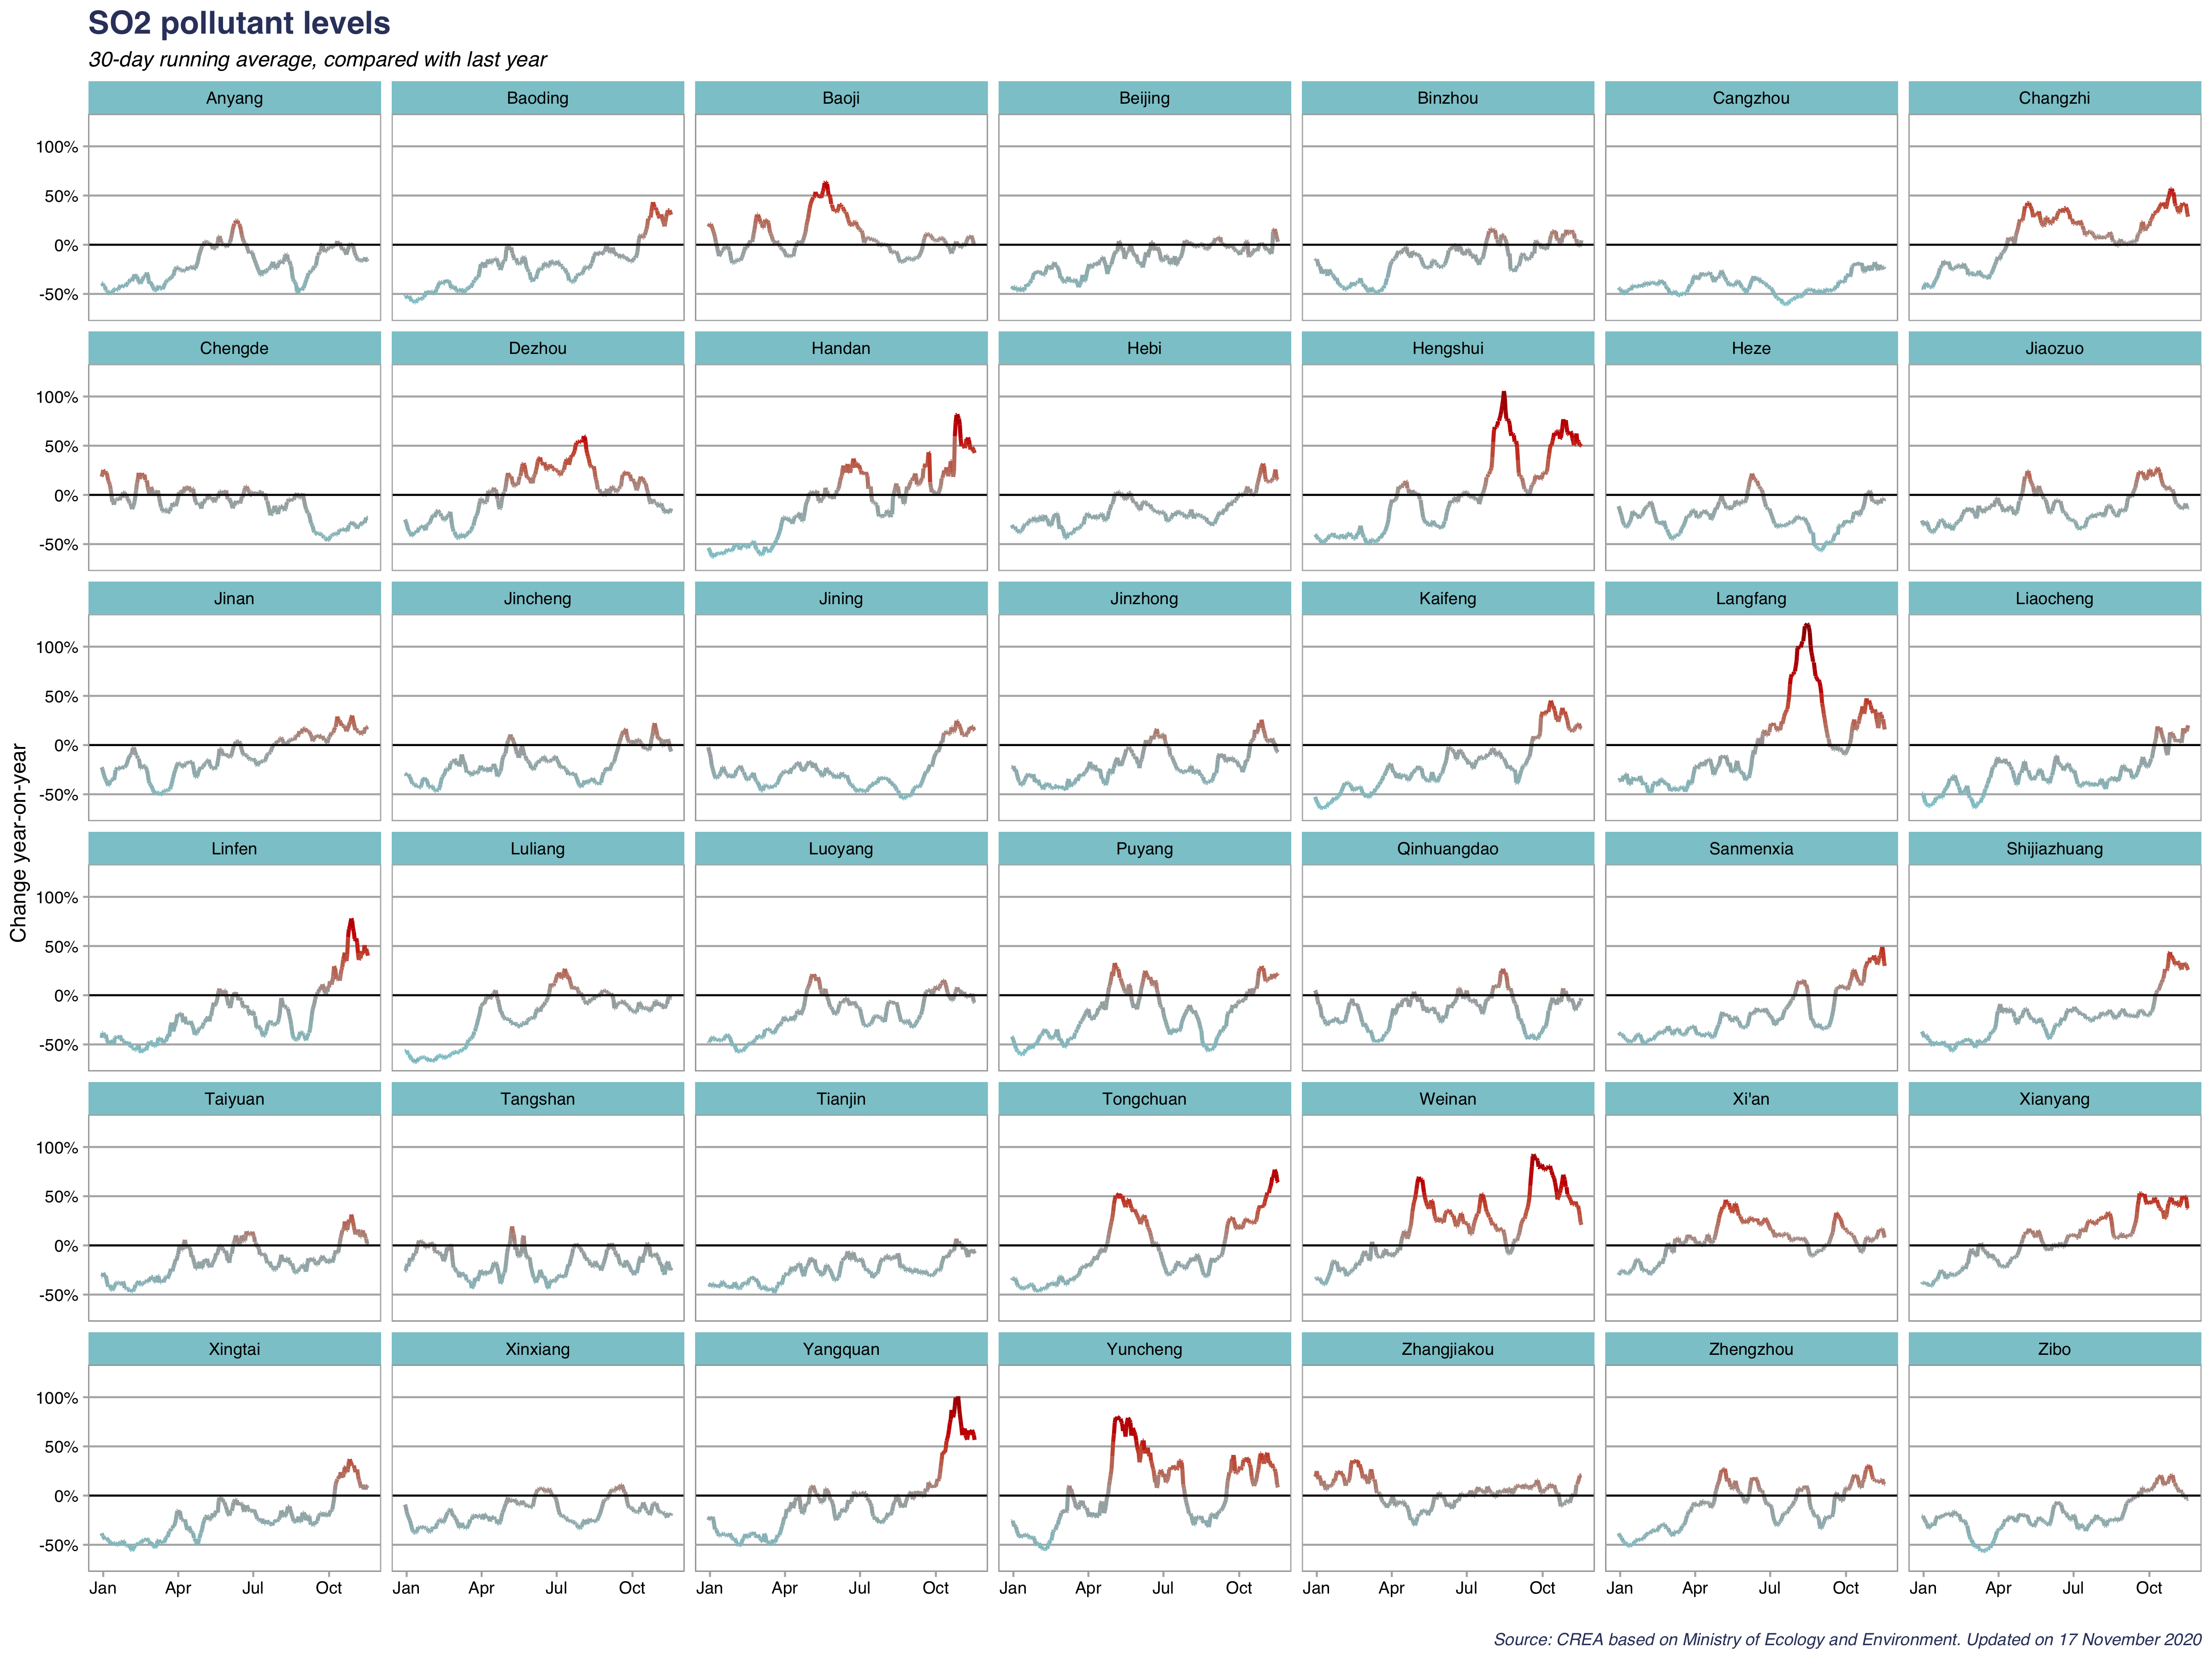 SO2 pollutant levels
30-day running average, compared with last year
Anyang Baoding Baoji Beijing Binzhou Cangzhou Changzhi
100%
50%
0%
-50%
Chengde Dezhou Handan Hebi Hengshui Heze Jiaozuo
100%
50%
0%
-50%
Jinan Jincheng Jining Jinzhong Kaifeng Langfang Liaocheng
100%
50%
0%
-50%
Change year-on-year
Linfen Luliang Luoyang Puyang Qinhuangdao Sanmenxia Shijiazhuang
100%
50%
0%
-50%
Taiyuan Tangshan Tianjin Tongchuan Weinan Xi'an Xianyang
100%
50%
0%
-50%
Xingtai Xinxiang Yangquan Yuncheng Zhangjiakou Zhengzhou Zibo
100%
50%
0%
-50%
Jan Apr Jul Oct Jan Apr Jul Oct Jan Apr Jul Oct Jan Apr Jul Oct Jan Apr Jul Oct Jan Apr Jul Oct Jan Apr Jul Oct
Source: CREA based on Ministry of Ecology and Environment. Updated on 17 November 2020